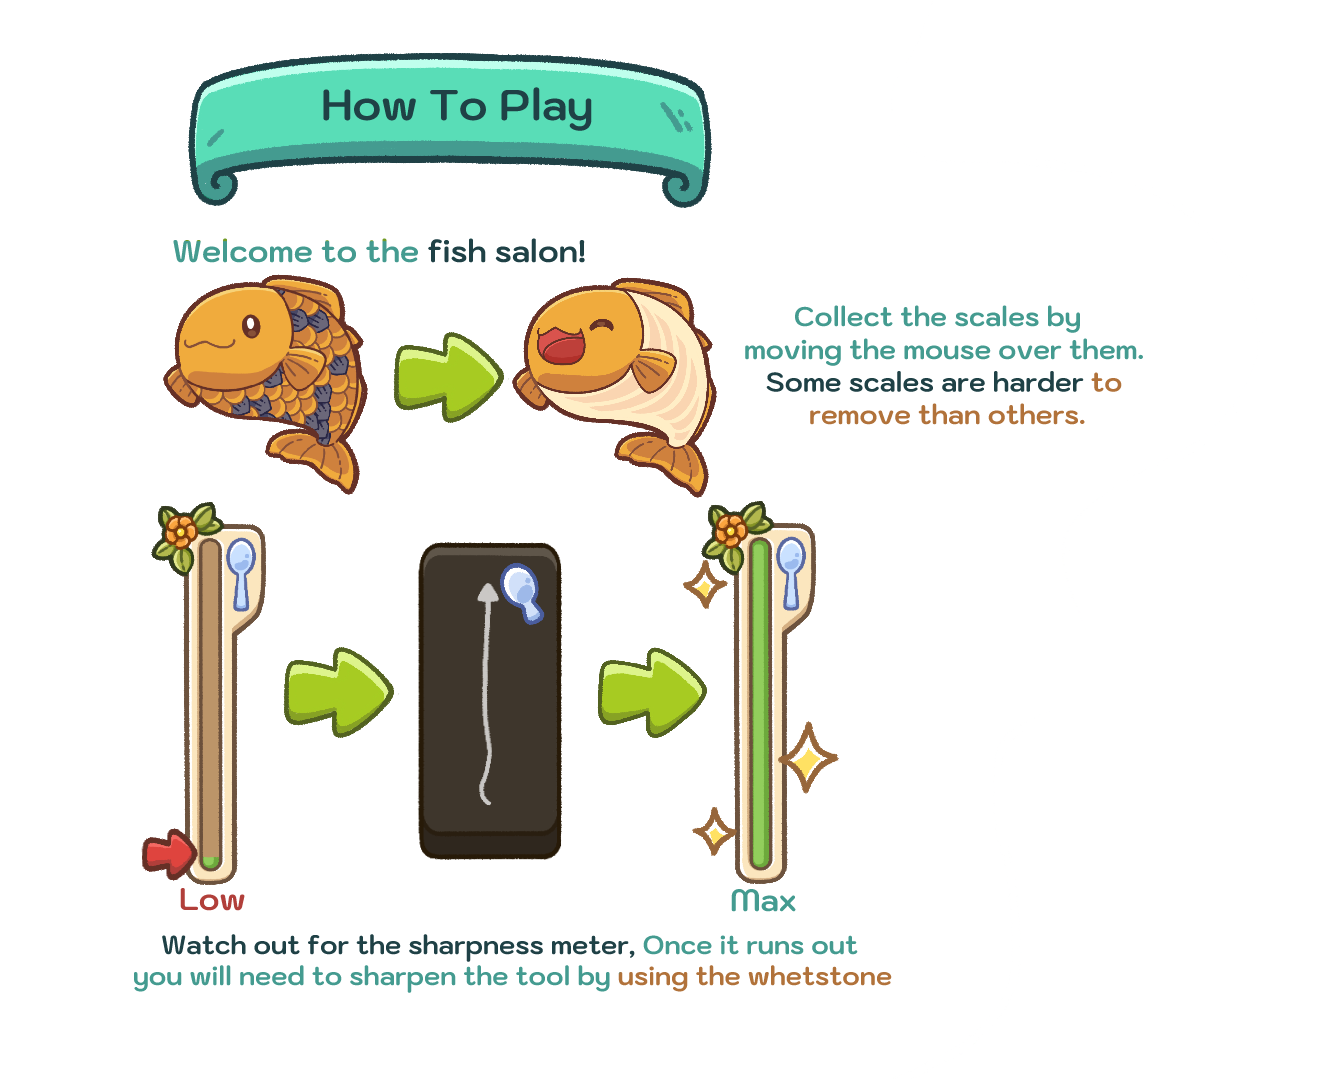 How To Play
Welcome to the fish salon!
Collect the scales by
moving the mouse over them.
Some scales are harder to
remove than others.
Low
Max
Watch out for the sharpness meter, Once it runs out
you will need to sharpen the tool by using the whetstone